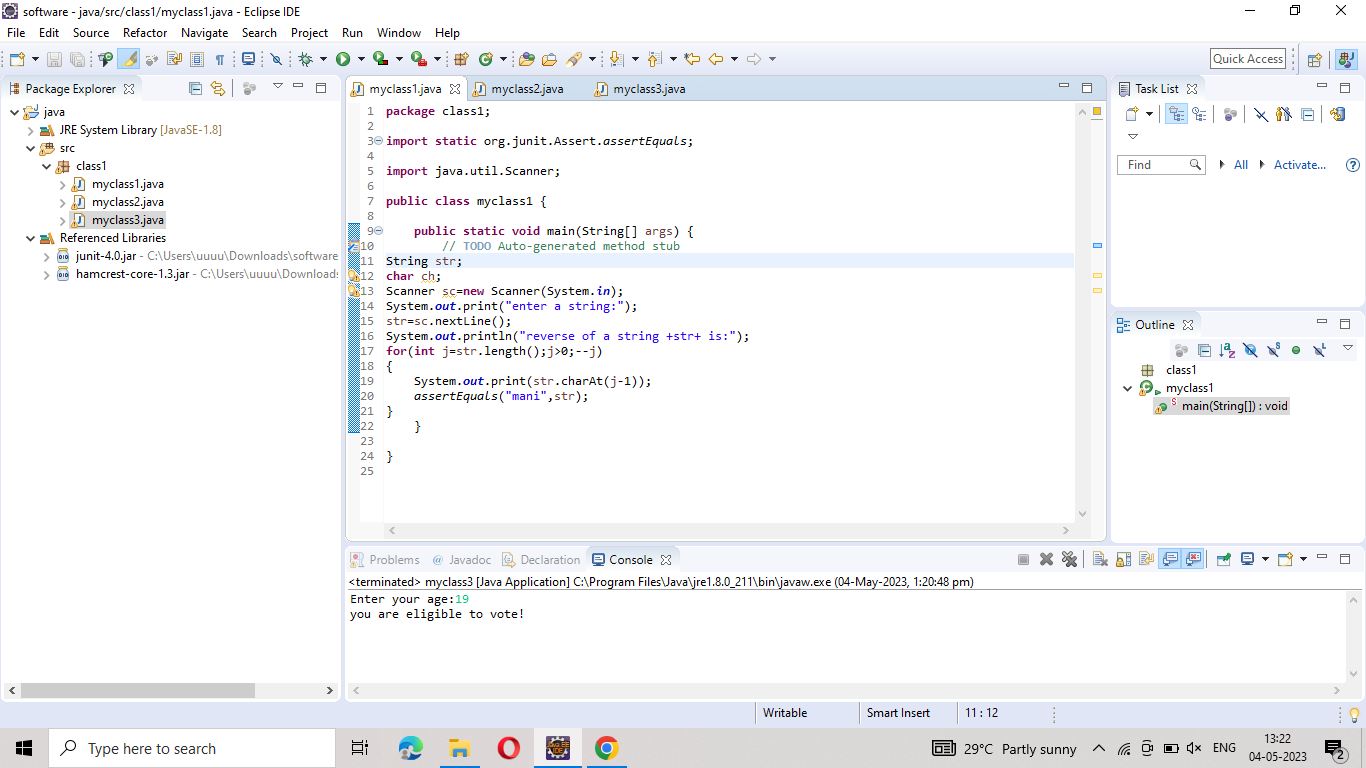 software - java/src/class1/myclass1.java - Eclipse IDE
File Edit Source Refactor Navigate Search Project Run Window Help
Quick Access
Package Explorer
java
JRE System Library [JavaSE-1.8]
src
class1
myclass1.java
myclass2.java
myclass3.java
Referenced Libraries
junit-4.0.jar - C:\Users\uuuu\Downloads\software
hamcrest-core-1.3.jar - C:\Users\uuuu\Downloads
myclass1.java myclass2.java myclass3.java
1 package class1;
2
3 import static org.junit.Assert.assertEquals;
4
5 import java.util.Scanner;
6
7 public class myclass1 {
8
9 public static void main(String[] args) {
10 // TODO Auto-generated method stub
11 String str;
12 char ch;
13 Scanner sc=new Scanner(System.in);
14 System.out.print("enter a string:");
15 str=sc.nextLine();
16 System.out.println("reverse of a string +str+ is:");
17 for(int j=str.length();j>0;--j)
18 {
19 System.out.print(str.charAt(j-1));
20 assertEquals("mani",str);
21 }
22 }
23
24 }
25
Task List
Find All Activate...
Outline
class1
myclass1
main(String[]) : void
Problems @ Javadoc Declaration Console
<terminated> myclass3 [Java Application] C:\Program Files\Java\jre1.8.0_211\bin\javaw.exe (04-May-2023, 1:20:48 pm)
Enter your age:19
you are eligible to vote!
Writable Smart Insert 11 : 12
Type here to search
29°C Partly sunny ENG 13:22
04-05-2023
2